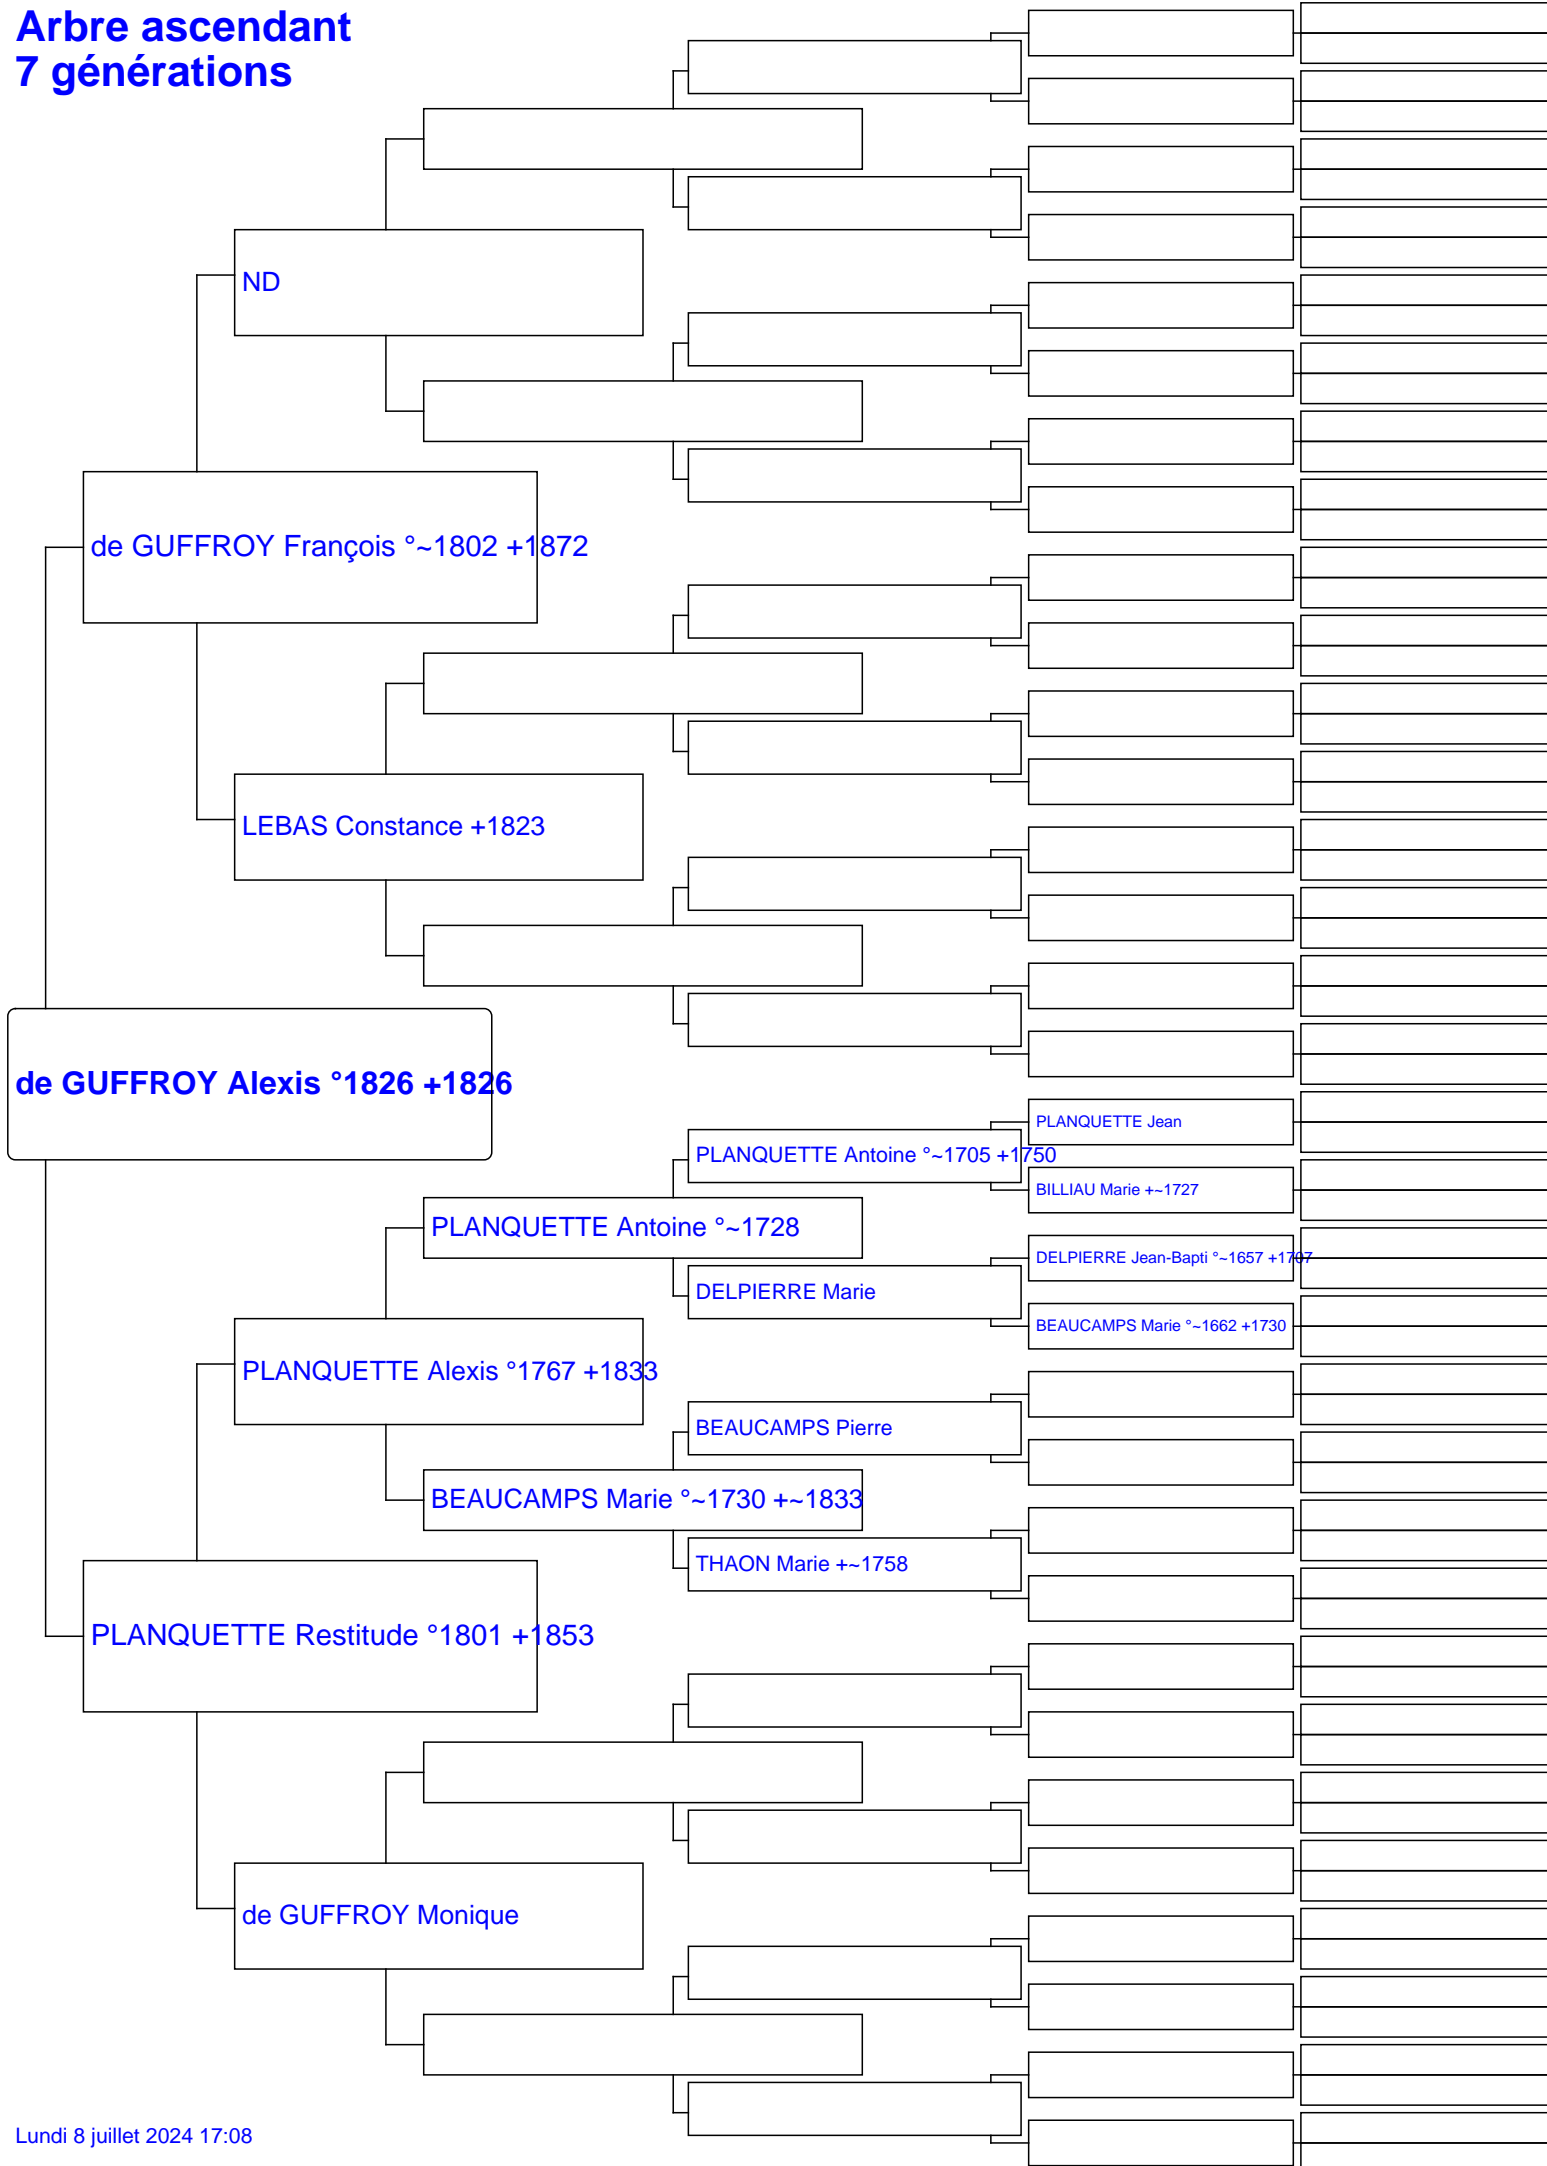 Arbre ascendant
7 générations
ND
de GUFFROY François °~1802 +1872
LEBAS Constance +1823
de GUFFROY Alexis °1826 +1826
PLANQUETTE Jean
PLANQUETTE Antoine °~1705 +1750
BILLIAU Marie +~1727
PLANQUETTE Antoine °~1728
DELPIERRE Jean-Bapti °~1657 +1707
DELPIERRE Marie
BEAUCAMPS Marie °~1662 +1730
PLANQUETTE Alexis °1767 +1833
BEAUCAMPS Pierre
BEAUCAMPS Marie °~1730 +~1833
THAON Marie +~1758
PLANQUETTE Restitude °1801 +1853
de GUFFROY Monique
Lundi 8 juillet 2024 17:08